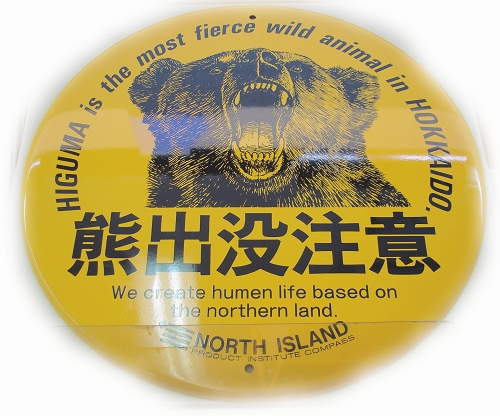 HIGUMA is the most fierce wild animal in HOKKAIDO.
熊出没注意
We create humen life based on
the northern land.
NORTH ISLAND
PRODUCT INSTITUTE COMPASS